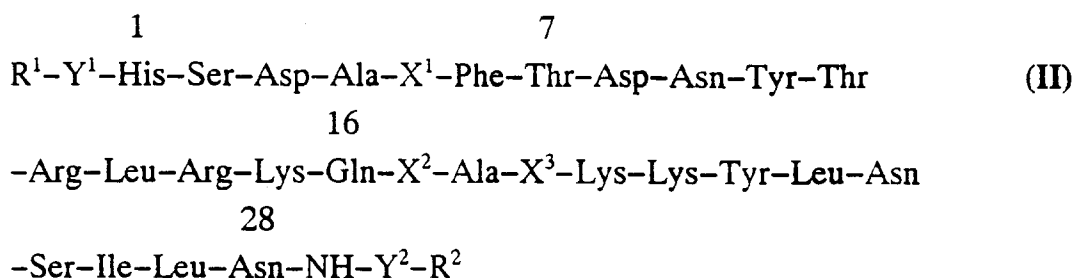 1 7
R¹–Y¹–His–Ser–Asp–Ala–X¹–Phe–Thr–Asp–Asn–Tyr–Thr (II)
16
–Arg–Leu–Arg–Lys–Gln–X²–Ala–X³–Lys–Lys–Tyr–Leu–Asn
28
–Ser–Ile–Leu–Asn–NH–Y²–R²